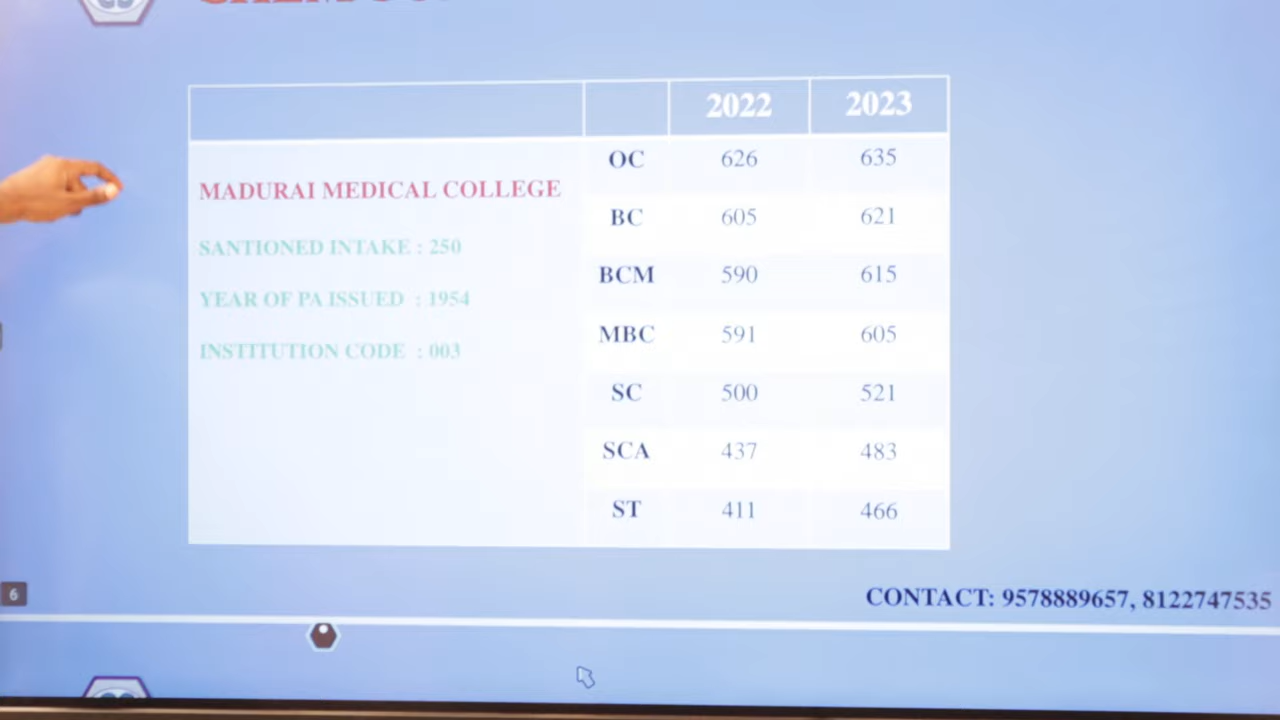 2022 2023
MADURAI MEDICAL COLLEGE
SANTIONED INTAKE : 250
YEAR OF PA ISSUED : 1954
INSTITUTION CODE : 003
OC 626 635
BC 605 621
BCM 590 615
MBC 591 605
SC 500 521
SCA 437 483
ST 411 466
6
CONTACT: 9578889657, 8122747535